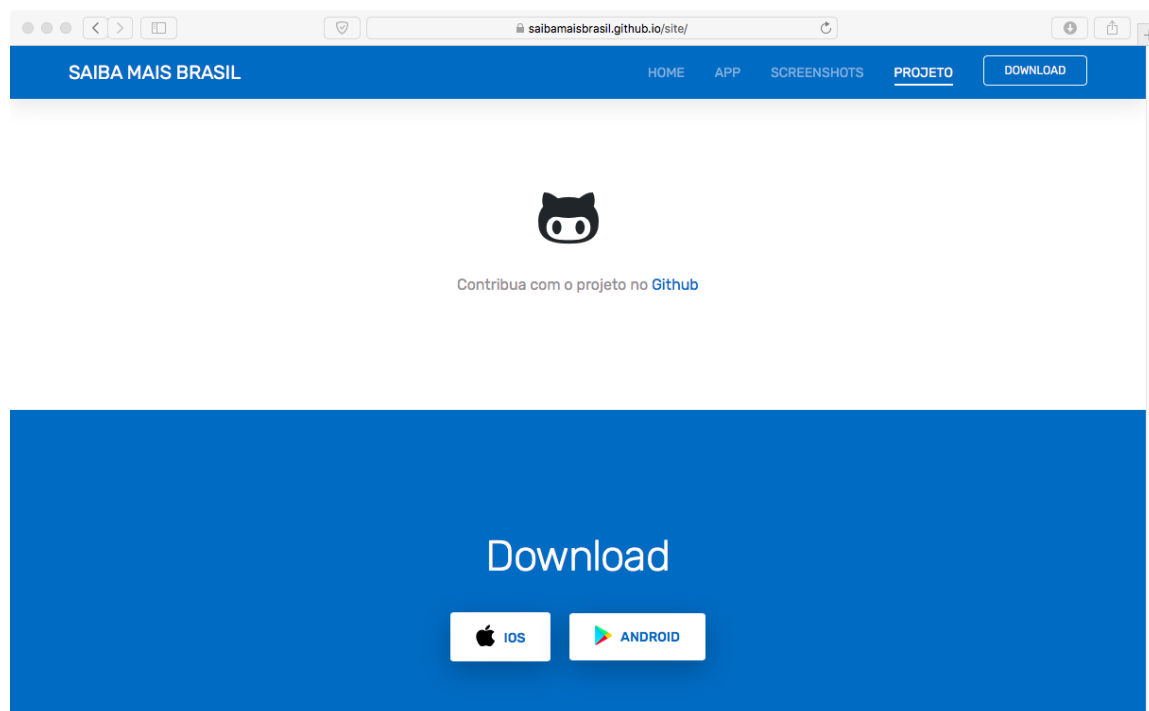 saibamaisbrasil.github.io/site/
SAIBA MAIS BRASIL
HOME APP SCREENSHOTS PROJETO DOWNLOAD
Contribua com o projeto no Github
Download
IOS ANDROID